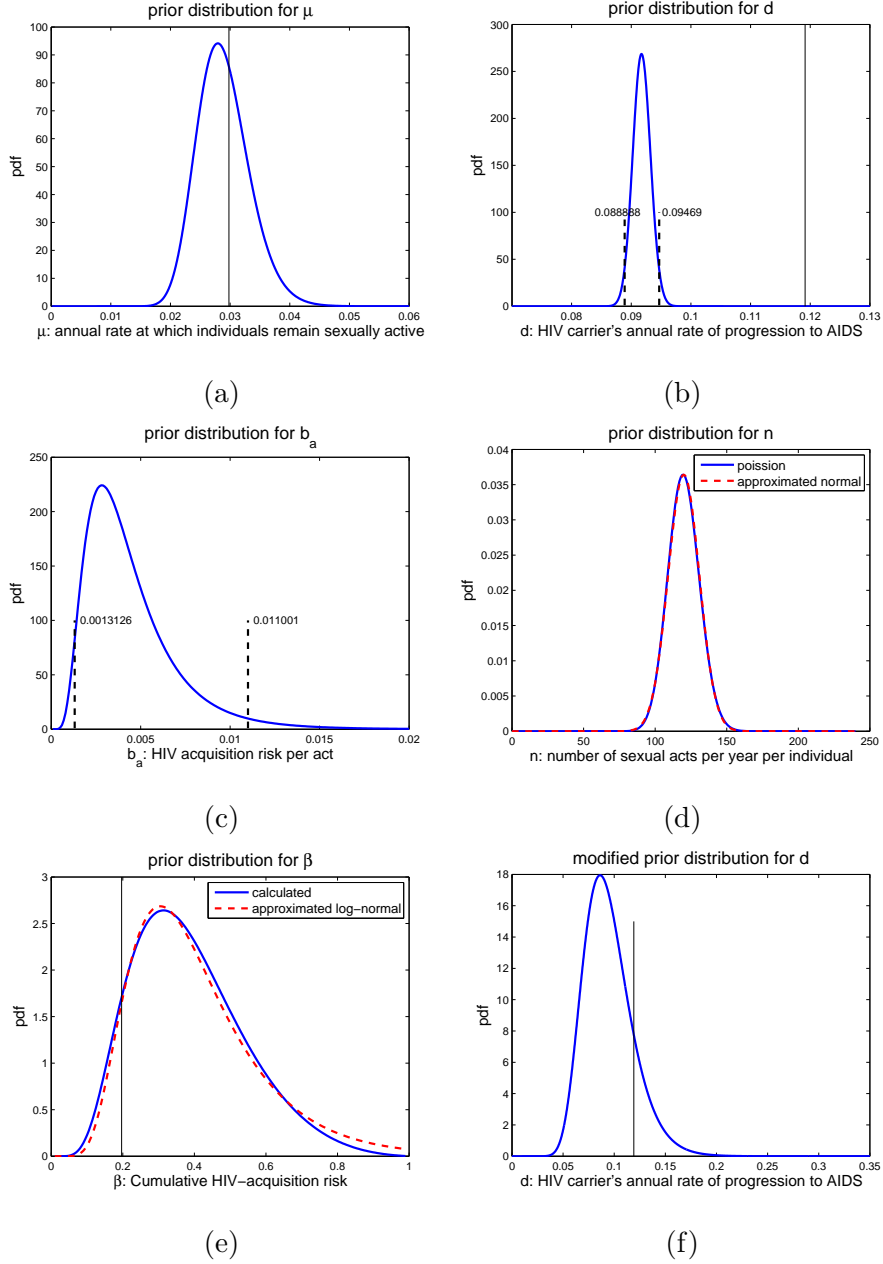 prior distribution for μ
100
90
80
70
60
50
40
30
20
10
0
pdf
0 0.01 0.02 0.03 0.04 0.05 0.06
μ: annual rate at which individuals remain sexually active
(a)
prior distribution for d
300
250
200
150
100
50
0
pdf
0.088888
0.09469
0.08 0.09 0.1 0.11 0.12 0.13
d: HIV carier's annual rate of progression to AIDS
(b)
prior distribution for b_a
250
200
150
100
50
0
pdf
0.0013126
0.011001
0 0.005 0.01 0.015 0.02
b_a: HIV acquisition risk per act
(c)
prior distribution for n
0.04
0.035
0.03
0.025
0.02
0.015
0.01
0.005
0
pdf
poission
approximated normal
0 50 100 150 200 250
n: number of sexual acts per year per individual
(d)
prior distribution for β
3
2.5
2
1.5
1
0.5
0
pdf
calculated
approximated log−normal
0 0.2 0.4 0.6 0.8 1
β: Cumulative HIV−acquisition risk
(e)
modified prior distribution for d
18
16
14
12
10
8
6
4
2
0
pdf
0 0.05 0.1 0.15 0.2 0.25 0.3 0.35
d: HIV carrier's annual rate of progression to AIDS
(f)